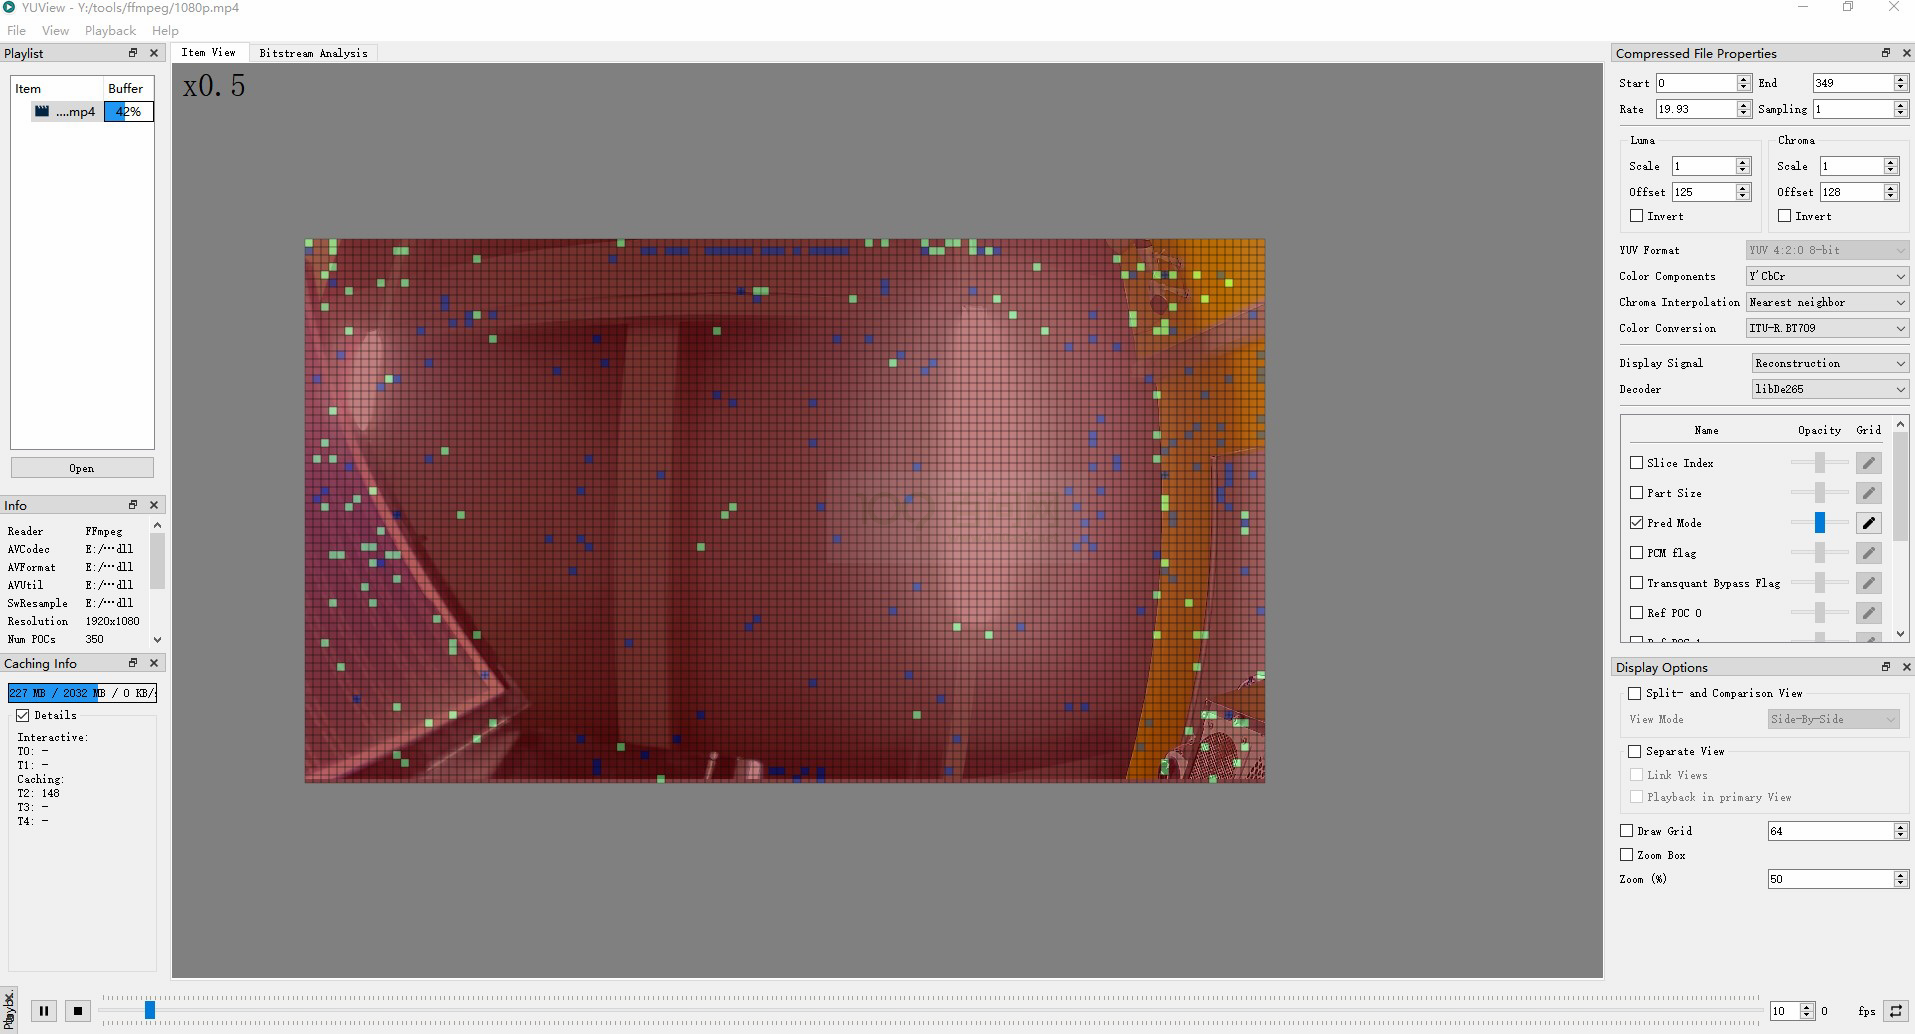 YUView - Y:/tools/ffmpeg/1080p.mp4
File View Playback Help
Playlist
Item Buffer
....mp4 42%
Open
Info
Reader FFmpeg
AVCodec E:/…dll
AVFormat E:/…dll
AVUtil E:/…dll
SwResample E:/…dll
Resolution 1920x1080
Num POCs 350
Caching Info
227 MB / 2032 MB / 0 KB/
Details
Interactive:
T0: -
T1: -
Caching:
T2: 148
T3: -
T4: -
Item View Bitstream Analysis
x0.5
Compressed File Properties
Start 0 End 349
Rate 19.93 Sampling 1
Luma Chroma
Scale 1 Scale 1
Offset 125 Offset 128
Invert Invert
YUV Format YUV 4:2:0 8-bit
Color Components Y'CbCr
Chroma Interpolation Nearest neighbor
Color Conversion ITU-R.BT709
Display Signal Reconstruction
Decoder libDe265
Name Opacity Grid
Slice Index
Part Size
Pred Mode
PCM flag
Transquant Bypass Flag
Ref POC 0
Display Options
Split- and Comparison View
View Mode Side-By-Side
Separate View
Link Views
Playback in primary View
Draw Grid 64
Zoom Box
Zoom (%) 50
10 0 fps